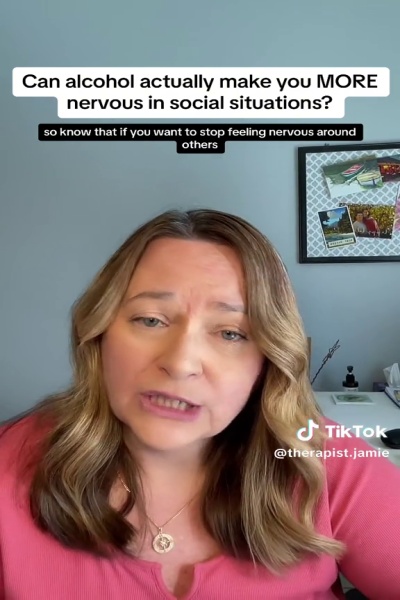 Can alcohol actually make you MORE
nervous in social situations?
so know that if you want to stop feeling nervous around
others
TikTok
@therapist.jamie